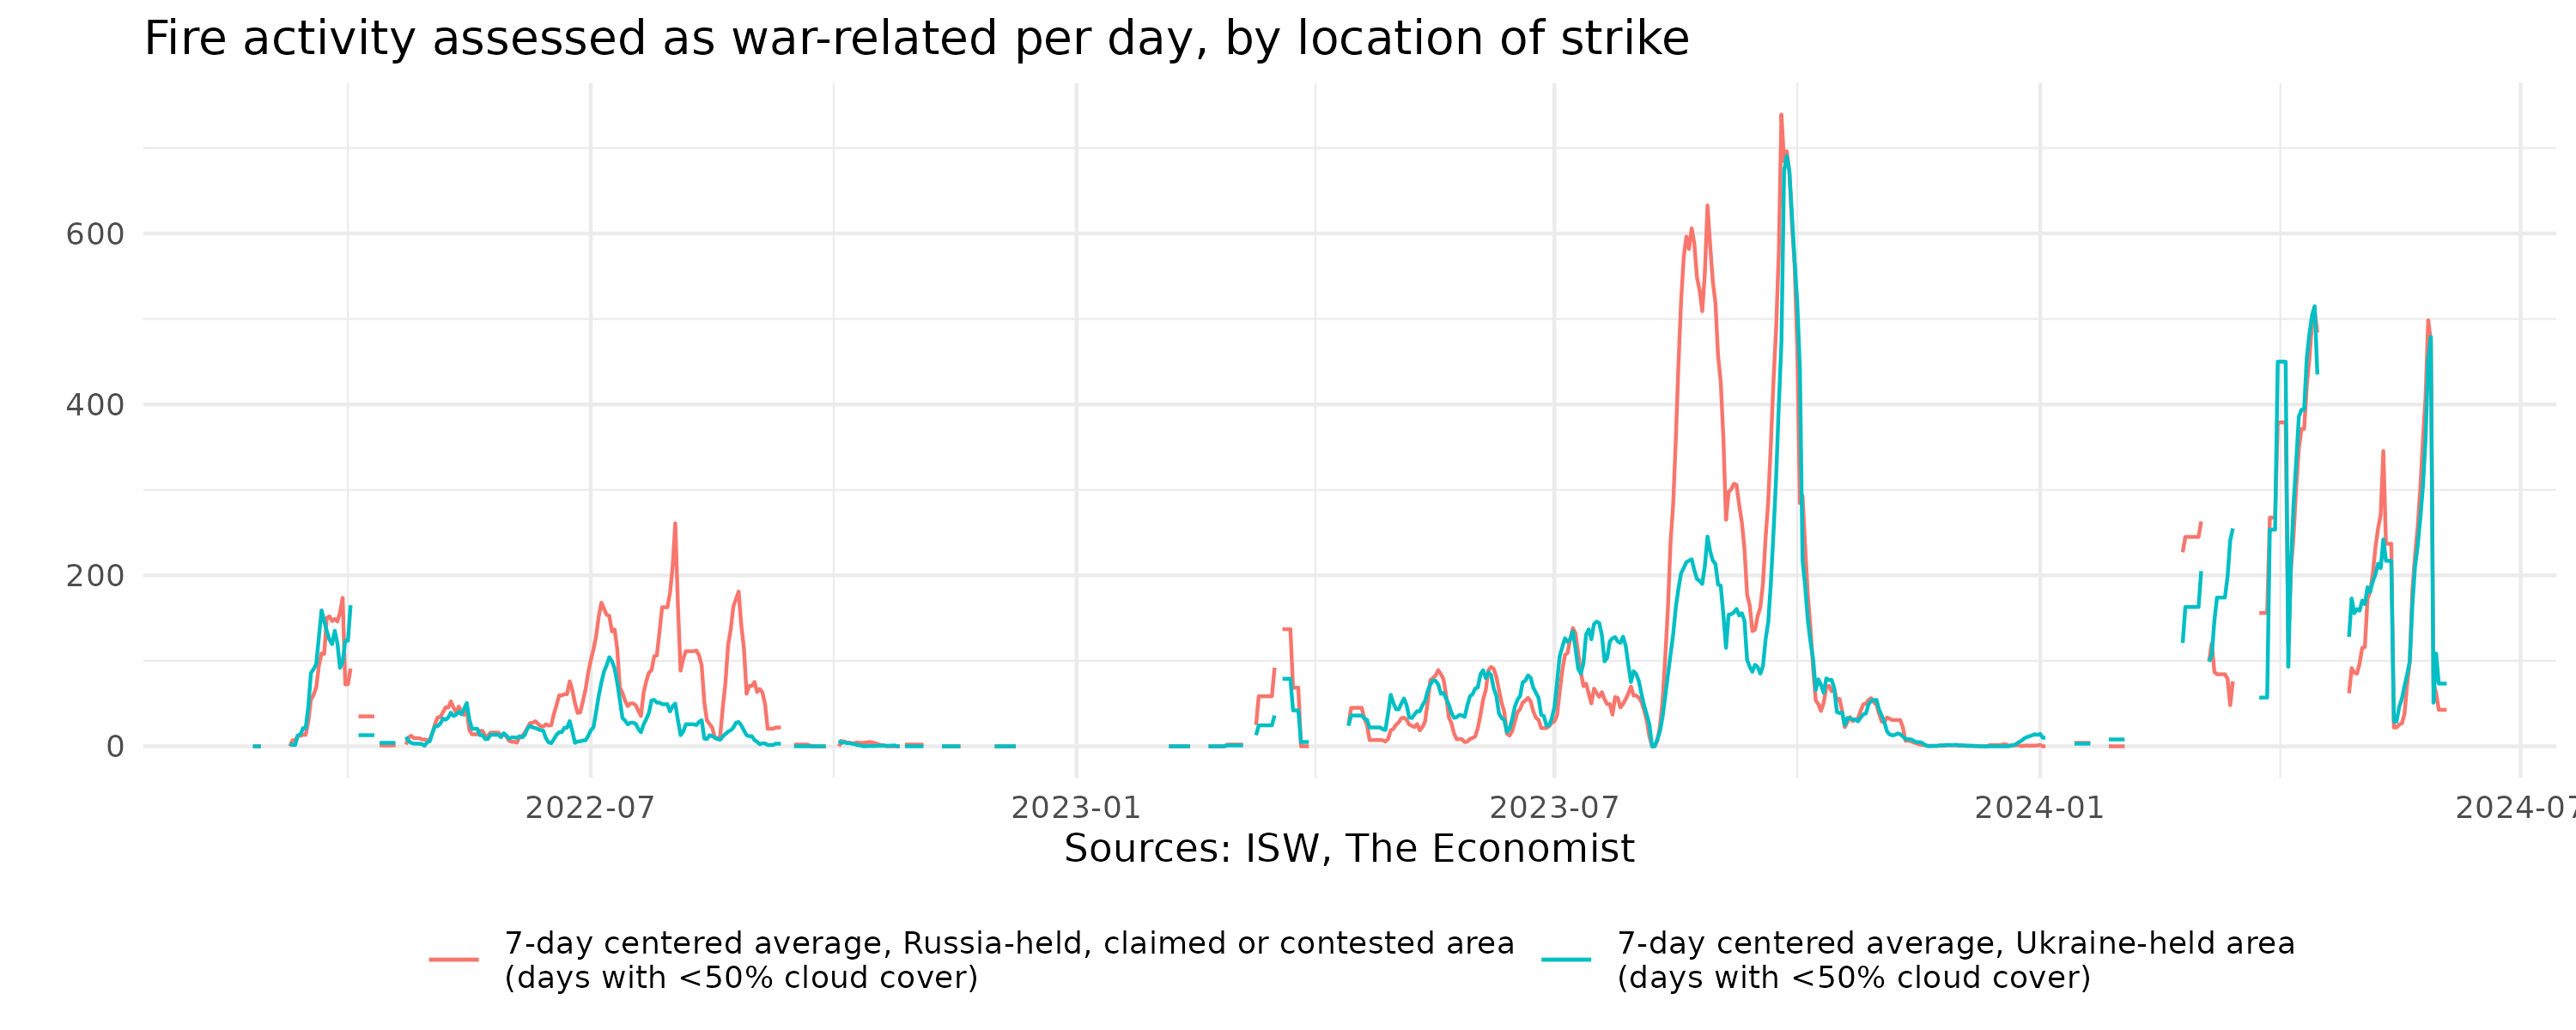 Fire activity assessed as war-related per day, by location of strike
600
400
200
0
2022-07
2023-01
2023-07
2024-01
2024-07
Sources: ISW, The Economist
7-day centered average, Russia-held, claimed or contested area
(days with <50% cloud cover)
7-day centered average, Ukraine-held area
(days with <50% cloud cover)